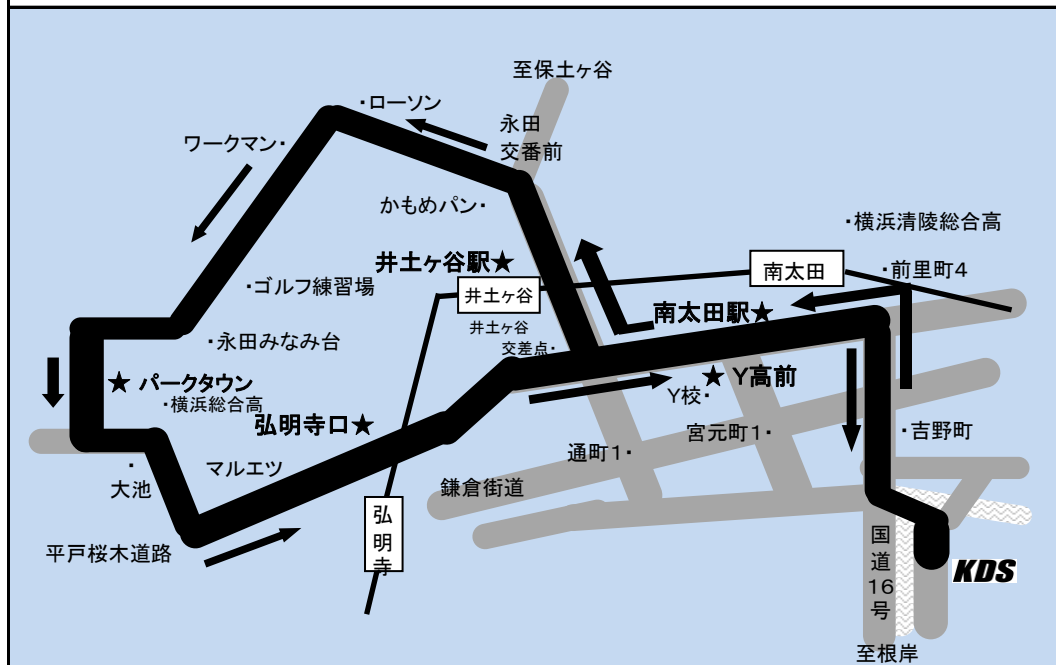 至保土ヶ谷
・ローソン
永田
交番前
ワークマン・
かもめパン・
・横浜清陵総合高
井土ヶ谷駅★
南太田
・前里町4
・ゴルフ練習場
井土ヶ谷
南太田駅★
井土ヶ谷
交差点・
・永田みなみ台
★ パークタウン
・横浜総合高
★ Y高前
Y校・
弘明寺口★
宮元町1・
・吉野町
通町1・
マルエツ
・
大池
鎌倉街道
弘
明
寺
平戸桜木道路
国
道
16
号
KDS
至根岸